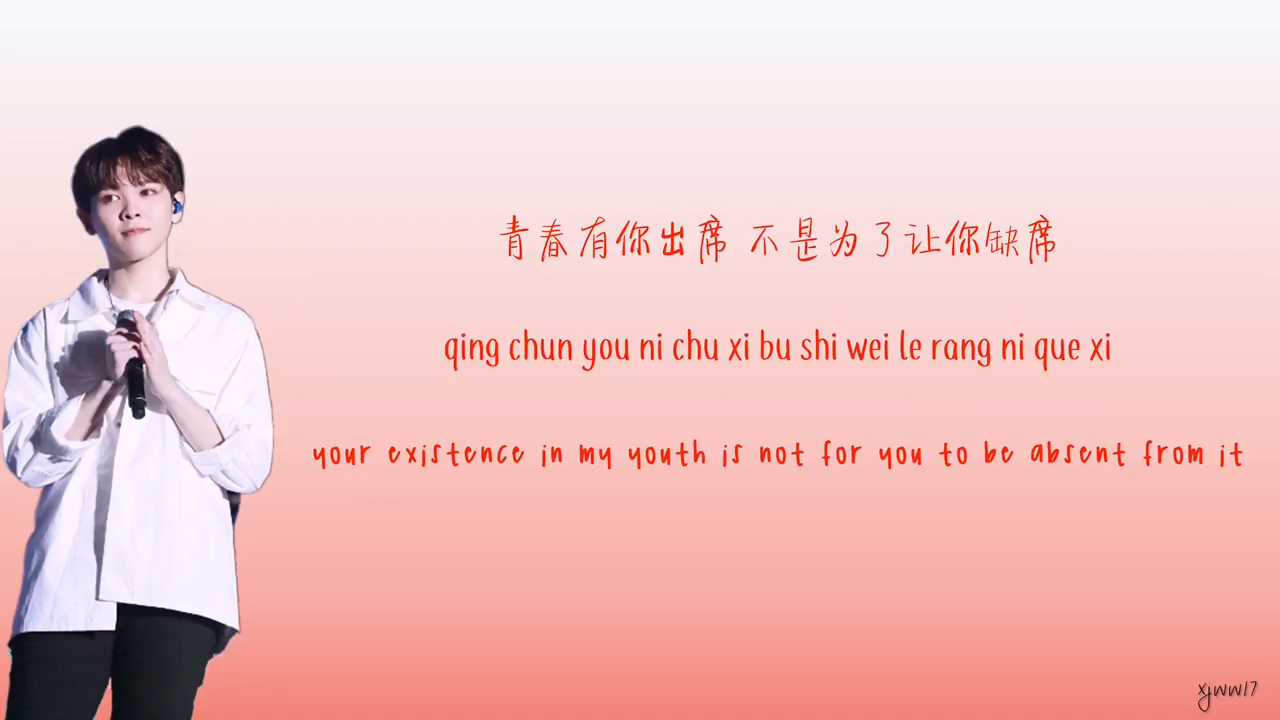 青春有你出席 不是为了让你缺席
qing chun you ni chu xi bu shi wei le rang ni que xi
your existence in my youth is not for you to be absent from it
xjww17